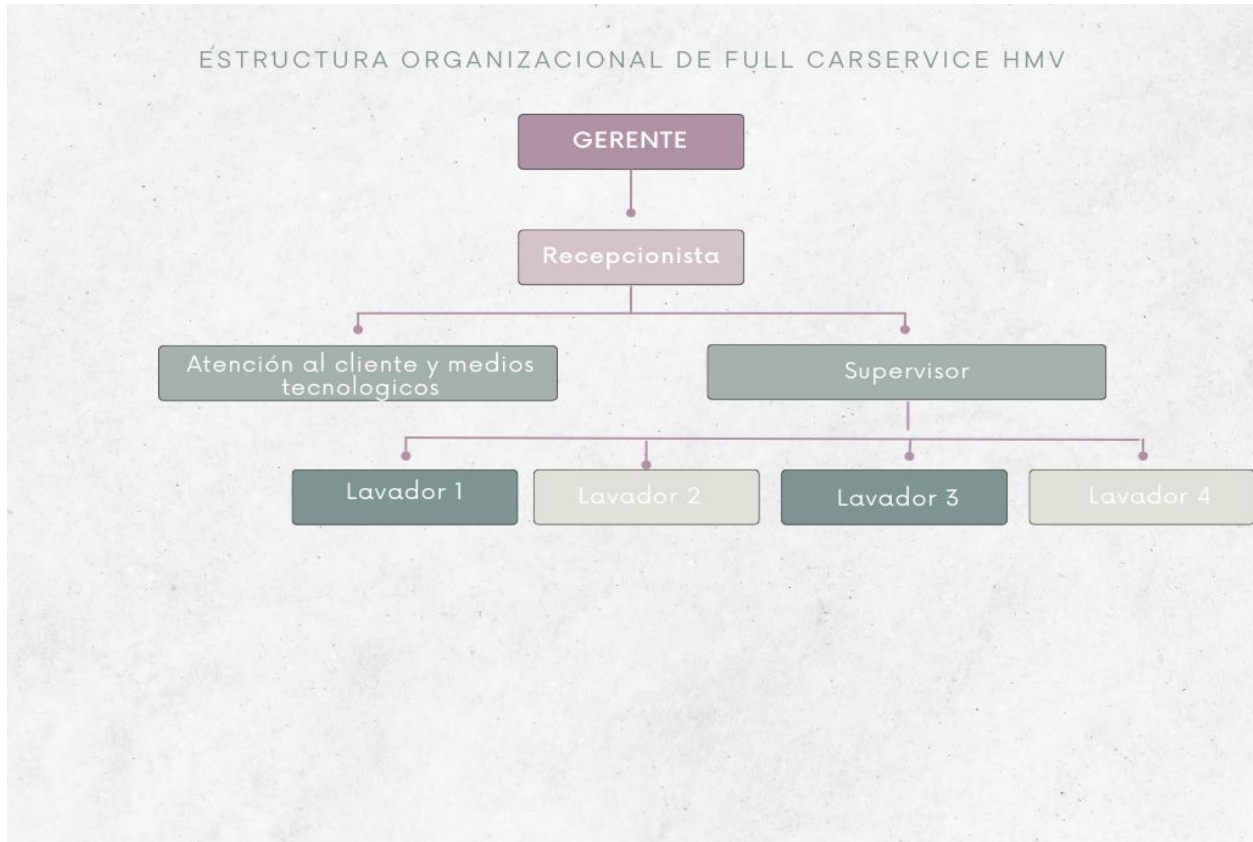 ESTRUCTURA ORGANIZACIONAL DE FULL CARSERVICE HMV
GERENTE
Recepcionista
Atención al cliente y medios
tecnologicos
Supervisor
Lavador 1
Lavador 2
Lavador 3
Lavador 4